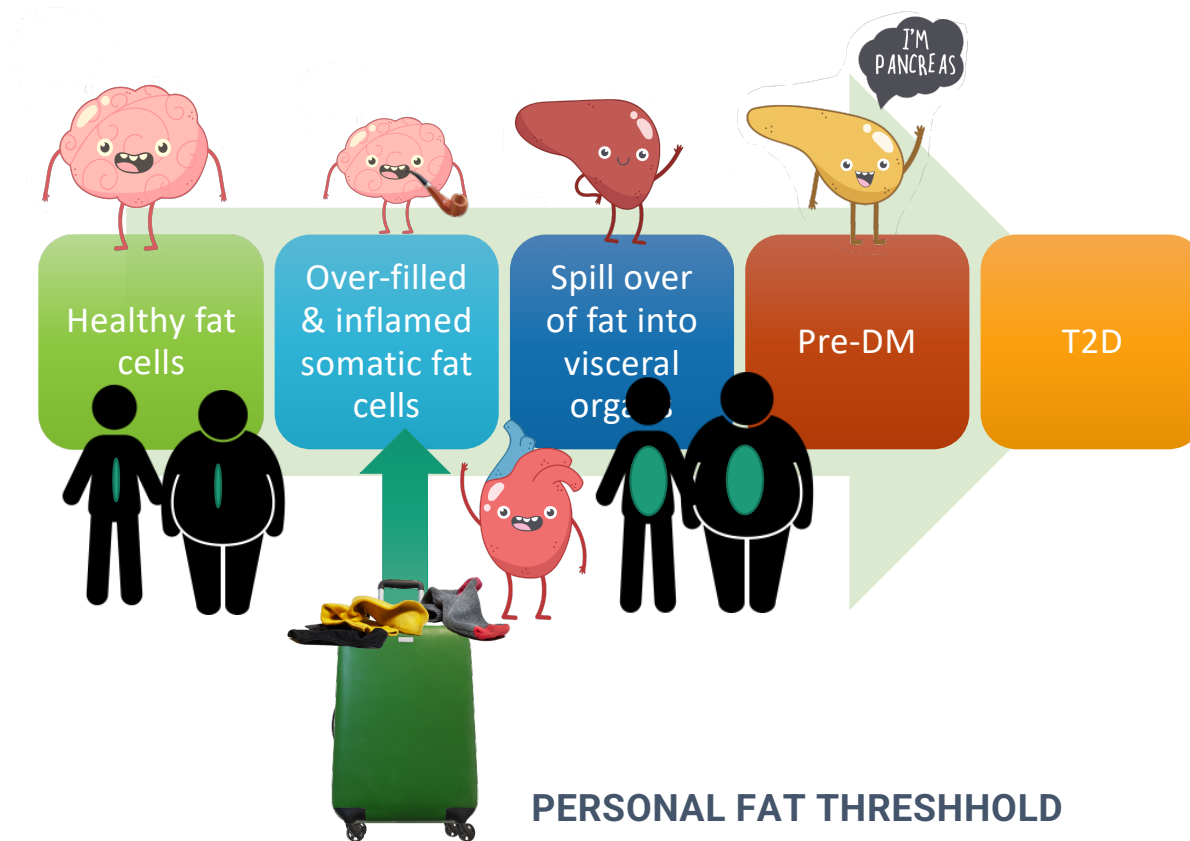 I'M
PANCREAS
Healthy fat
cells
Over-filled
& inflamed
somatic fat
cells
Spill over
of fat into
visceral
organs
Pre-DM
T2D
PERSONAL FAT THRESHHOLD